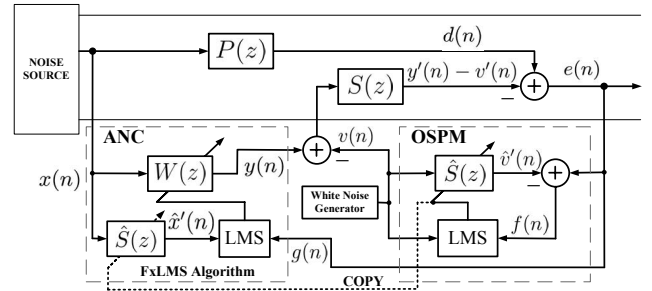 NOISE
SOURCE
P(z)
d(n)
S(z)
y′(n) − v′(n)
+
−
e(n)
ANC
x(n)
W(z)
y(n)
+
−
v(n)
OSPM
Ŝ(z)
v̂′(n)
+
−
White Noise
Generator
Ŝ(z)
x̂′(n)
LMS
g(n)
LMS
f(n)
FxLMS Algorithm
COPY